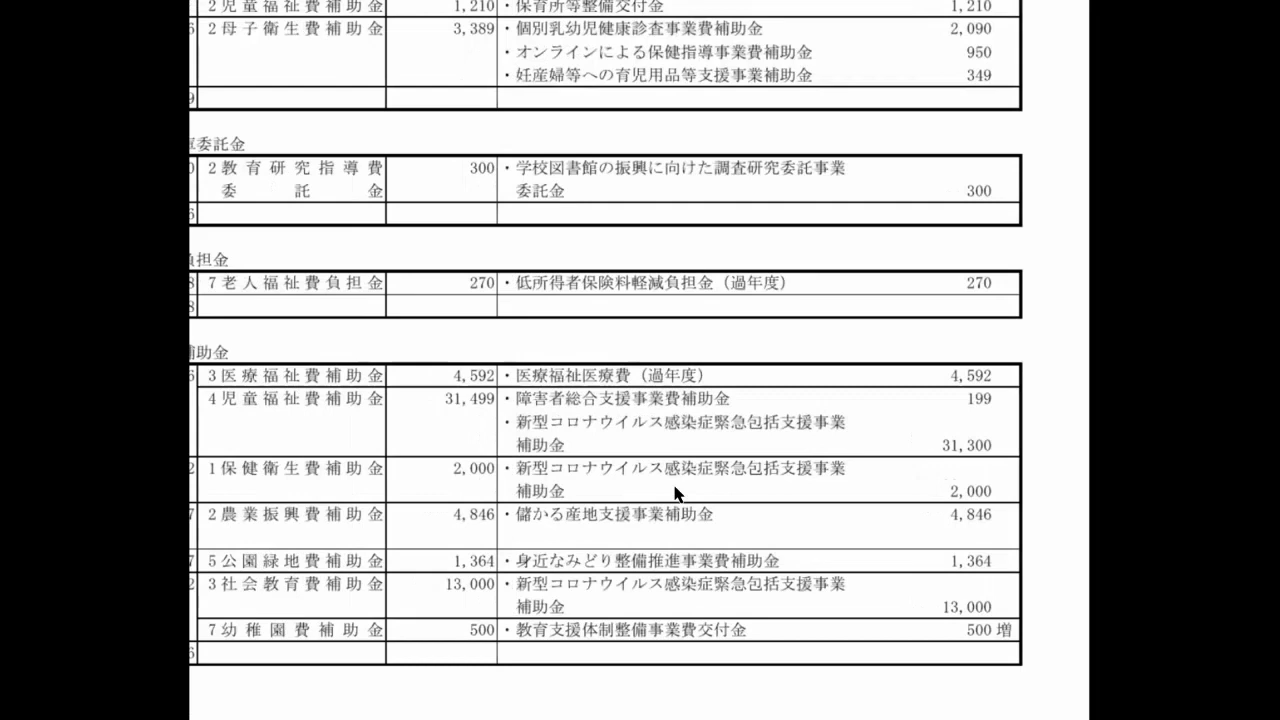 2児童福祉費補助金 1,210 ・保育所等整備交付金 1,210
6 2母子衛生費補助金 3,389 ・個別乳幼児健康診査事業費補助金 2,090
・オンラインによる保健指導事業費補助金 950
・妊産婦等への育児用品等支援事業補助金 349
9
委託金
0 2教育研究指導費 300 ・学校図書館の振興に向けた調査研究委託事業
委託金 委託金 300
6
負担金
8 7老人福祉費負担金 270 ・低所得者保険料軽減負担金（過年度） 270
8
補助金
6 3医療福祉費補助金 4,592 ・医療福祉医療費（過年度） 4,592
4児童福祉費補助金 31,499 ・障害者総合支援事業費補助金 199
・新型コロナウイルス感染症緊急包括支援事業
補助金 31,300
2 1保健衛生費補助金 2,000 ・新型コロナウイルス感染症緊急包括支援事業
補助金 2,000
7 2農業振興費補助金 4,846 ・儲かる産地支援事業補助金 4,846
7 5公園緑地費補助金 1,364 ・身近なみどり整備推進事業費補助金 1,364
2 3社会教育費補助金 13,000 ・新型コロナウイルス感染症緊急包括支援事業
補助金 13,000
7幼稚園費補助金 500 ・教育支援体制整備事業費交付金 500 増
6